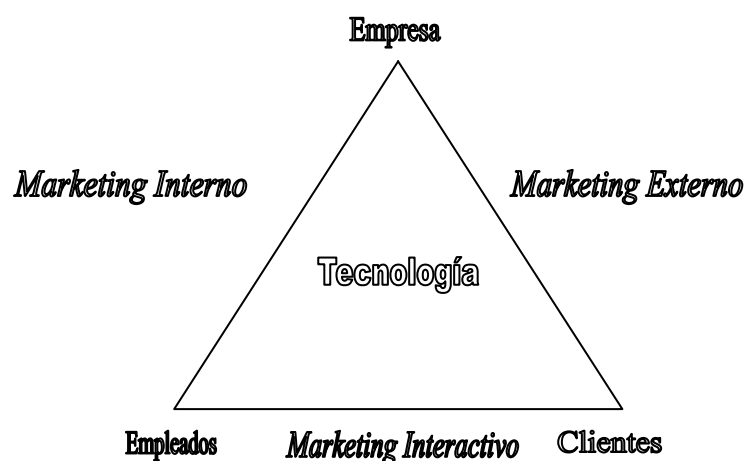 Empresa
Marketing Interno
Marketing Externo
Tecnología
Empleados
Marketing Interactivo
Clientes